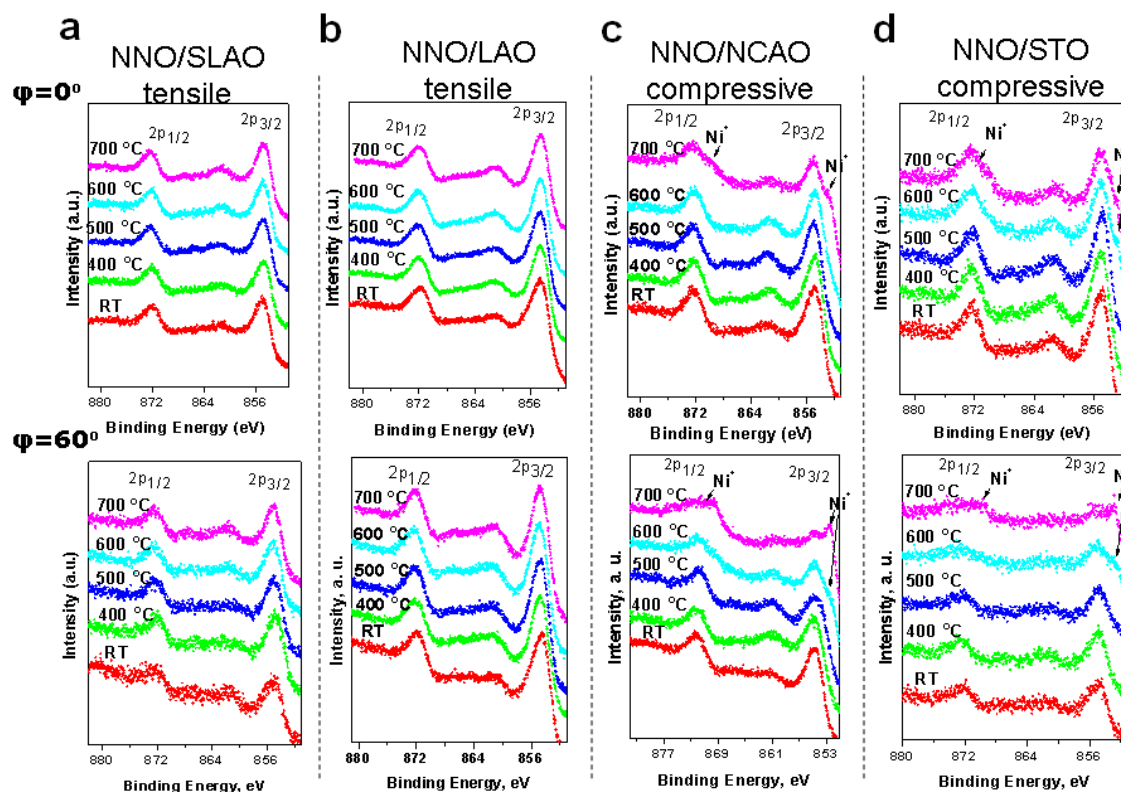 a
NNO/SLAO
tensile
φ=0°
2p1/2
2p3/2
700 °C
600 °C
500 °C
400 °C
RT
Intensity (a.u.)
880 872 864 856
Binding Energy (eV)
b
NNO/LAO
tensile
2p1/2
2p3/2
700 °C
600 °C
500 °C
400 °C
RT
Intensity (a.u.)
880 872 864 856
Binding Energy (eV)
c
NNO/NCAO
compressive
2p1/2
Ni+
2p3/2
Ni+
700 °C
600 °C
500 °C
400 °C
RT
Intensity (a.u.)
880 872 864 856
Binding Energy (eV)
d
NNO/STO
compressive
2p1/2
Ni+
2p3/2
N
700 °C
600 °C
500 °C
400 °C
RT
Intensity (a.u.)
880 872 864 856
Binding Energy (eV)
φ=60°
2p1/2
2p3/2
700 °C
600 °C
500 °C
400 °C
RT
Intensity (a.u.)
880 872 864 856
Binding Energy, eV
2p1/2
2p3/2
700 °C
600 °C
500 °C
400 °C
RT
Intensity, a. u.
880 872 864 856
Binding Energy, eV
2p1/2
Ni+
2p3/2
Ni+
700 °C
600 °C
500 °C
400 °C
RT
Intensity, a. u.
877 869 861 853
Binding Energy, eV
2p1/2
Ni+
2p3/2
N
700 °C
600 °C
500 °C
400 °C
RT
Intensity, a. u.
880 872 864 856
Binding Energy, eV